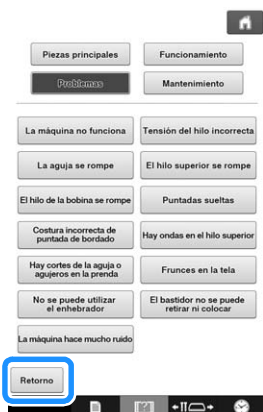 Piezas principales
Funcionamiento
Problemas
Mantenimiento
La máquina no funciona
Tensión del hilo incorrecta
La aguja se rompe
El hilo superior se rompe
El hilo de la bobina se rompe
Puntadas sueltas
Costura incorrecta de
puntada de bordado
Hay ondas en el hilo superior
Hay cortes de la aguja o
agujeros en la prenda
Frunces en la tela
No se puede utilizar
el enhebrador
El bastidor no se puede
retirar ni colocar
La máquina hace mucho ruido
Retorno